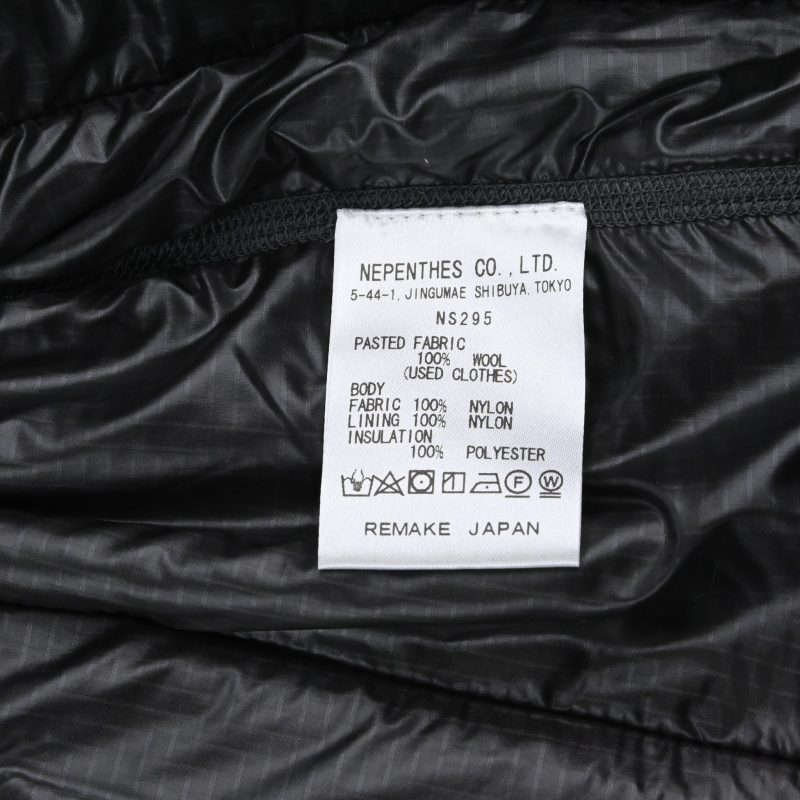 NEPENTHES CO.,LTD.
5-44-1, JINGUMAE SHIBUYA, TOKYO
NS295
PASTED FABRIC
100% WOOL
(USED CLOTHES)
BODY
FABRIC 100% NYLON
LINING 100% NYLON
INSULATION
100% POLYESTER
F W
REMAKE JAPAN